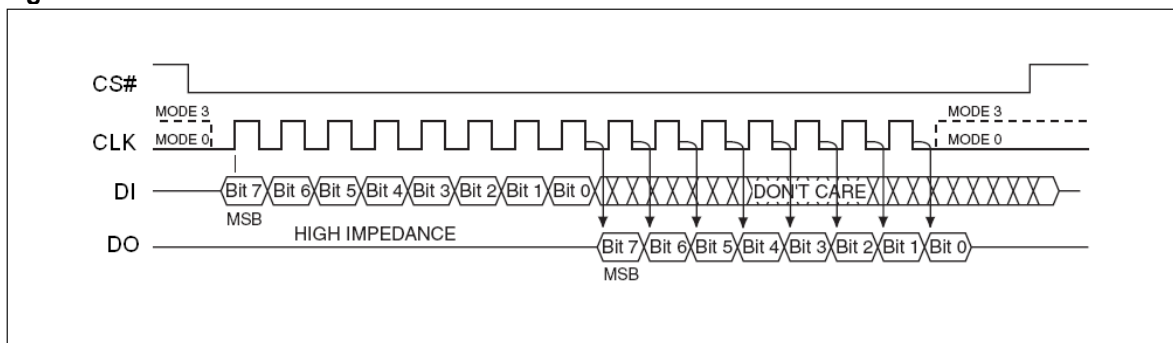 CS#
MODE 3
MODE 3
CLK
MODE 0
MODE 0
DI
Bit 7 Bit 6 Bit 5 Bit 4 Bit 3 Bit 2 Bit 1 Bit 0 DON'T CARE
MSB
HIGH IMPEDANCE
DO
Bit 7 Bit 6 Bit 5 Bit 4 Bit 3 Bit 2 Bit 1 Bit 0
MSB